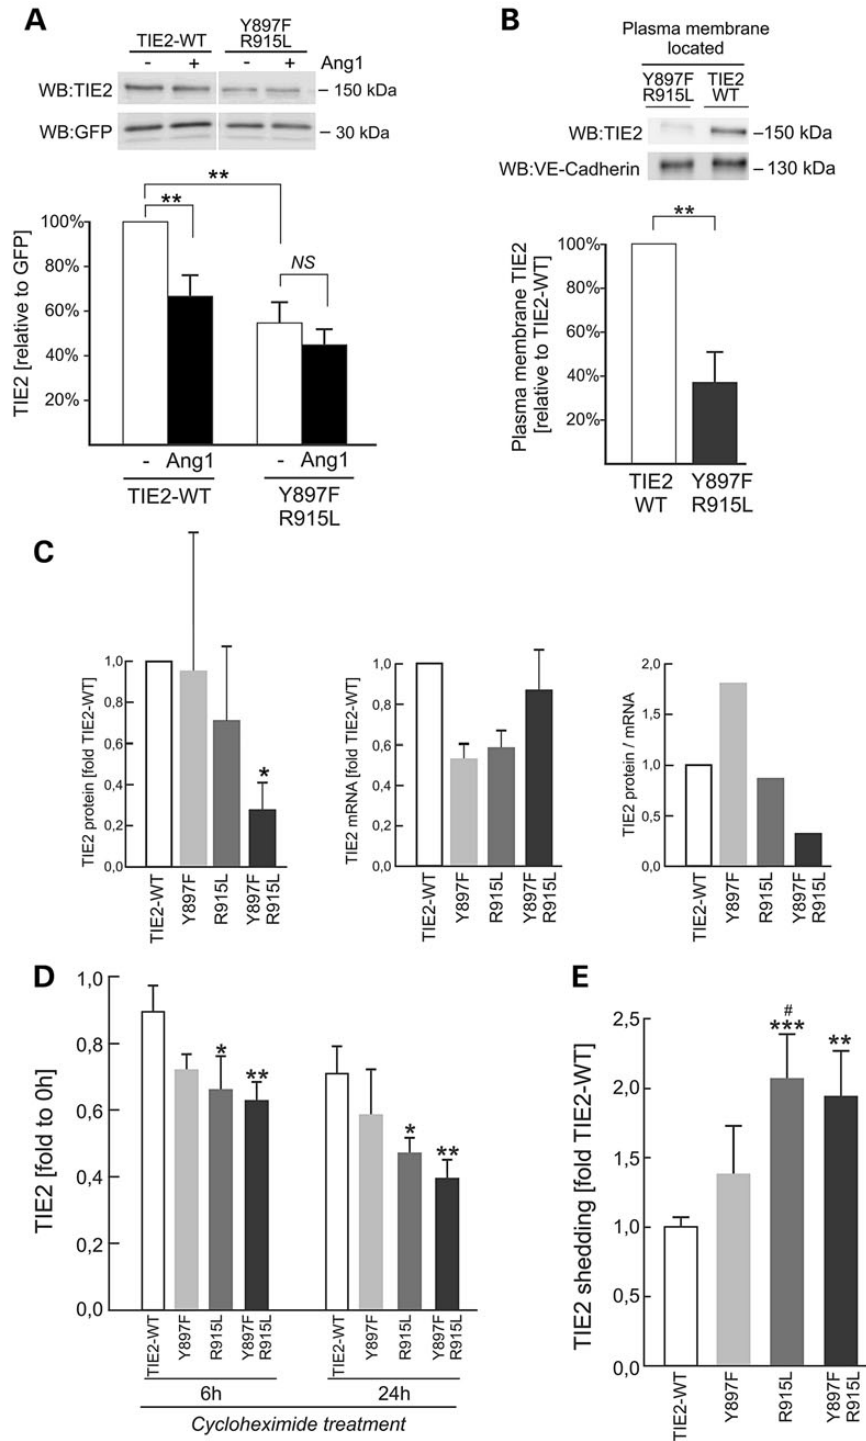 A
TIE2-WT
Y897F
R915L
- + - + Ang1
WB:TIE2
– 150 kDa
WB:GFP
– 30 kDa
**
**
NS
TIE2 [relative to GFP]
100%
80%
60%
40%
20%
- Ang1 - Ang1
TIE2-WT
Y897F
R915L
B
Plasma membrane
located
Y897F
R915L
TIE2
WT
WB:TIE2
–150 kDa
WB:VE-Cadherin
– 130 kDa
**
Plasma membrane TIE2
[relative to TIE2-WT]
100%
80%
60%
40%
20%
TIE2
WT
Y897F
R915L
C
TIE2 protein [fold TIE2-WT]
1,0
0,8
0,6
0,4
0,2
0,0
*
TIE2-WT
Y897F
R915L
Y897F
R915L
TIE2 mRNA [fold TIE2-WT]
1,0
0,8
0,6
0,4
0,2
0,0
TIE2-WT
Y897F
R915L
Y897F
R915L
TIE2 protein / mRNA
2,0
1,5
1,0
0,5
0,0
TIE2-WT
Y897F
R915L
Y897F
R915L
D
TIE2 [fold to 0h]
1,0
0,8
0,6
0,4
0,2
0,0
*
**
*
**
TIE2-WT
Y897F
R915L
Y897F
R915L
TIE2-WT
Y897F
R915L
Y897F
R915L
6h
24h
Cycloheximide treatment
E
TIE2 shedding [fold TIE2-WT]
2,5
2,0
1,5
1,0
0,5
0,0
#
***
**
TIE2-WT
Y897F
R915L
Y897F
R915L